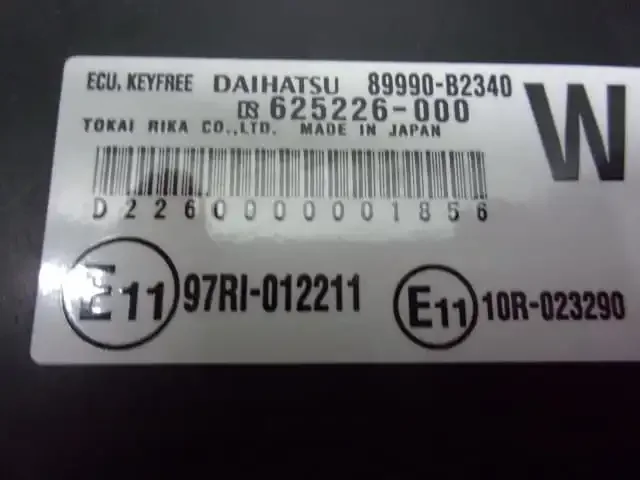 ECU, KEYFREE DAIHATSU 89990-B2340
625226-000
TOKAI RIKA CO.,LTD. MADE IN JAPAN
W
D226000001856
E11 97RI-012211
E11 10R-023290